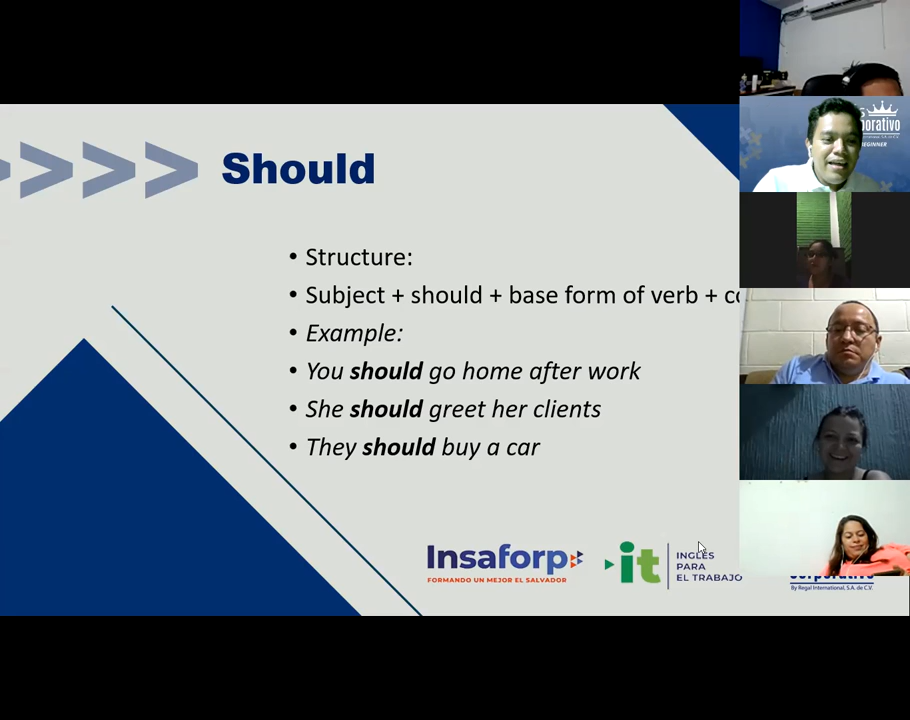 >>>> Should
• Structure:
• Subject + should + base form of verb +
• Example:
• You should go home after work
• She should greet her clients
• They should buy a car
Insaforp
FORMANDO UN MEJOR EL SALVADOR
it
INGLÉS
PARA
EL TRABAJO
By Regal International, S.A. de C.V.